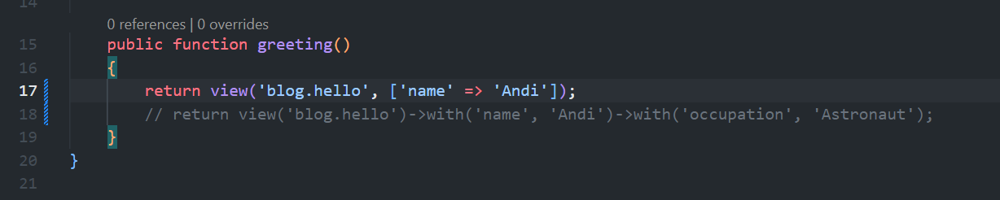 14
0 references | 0 overrides
15 public function greeting()
16 {
17 return view('blog.hello', ['name' => 'Andi']);
18 // return view('blog.hello')->with('name', 'Andi')->with('occupation', 'Astronaut');
19 }
20 }
21